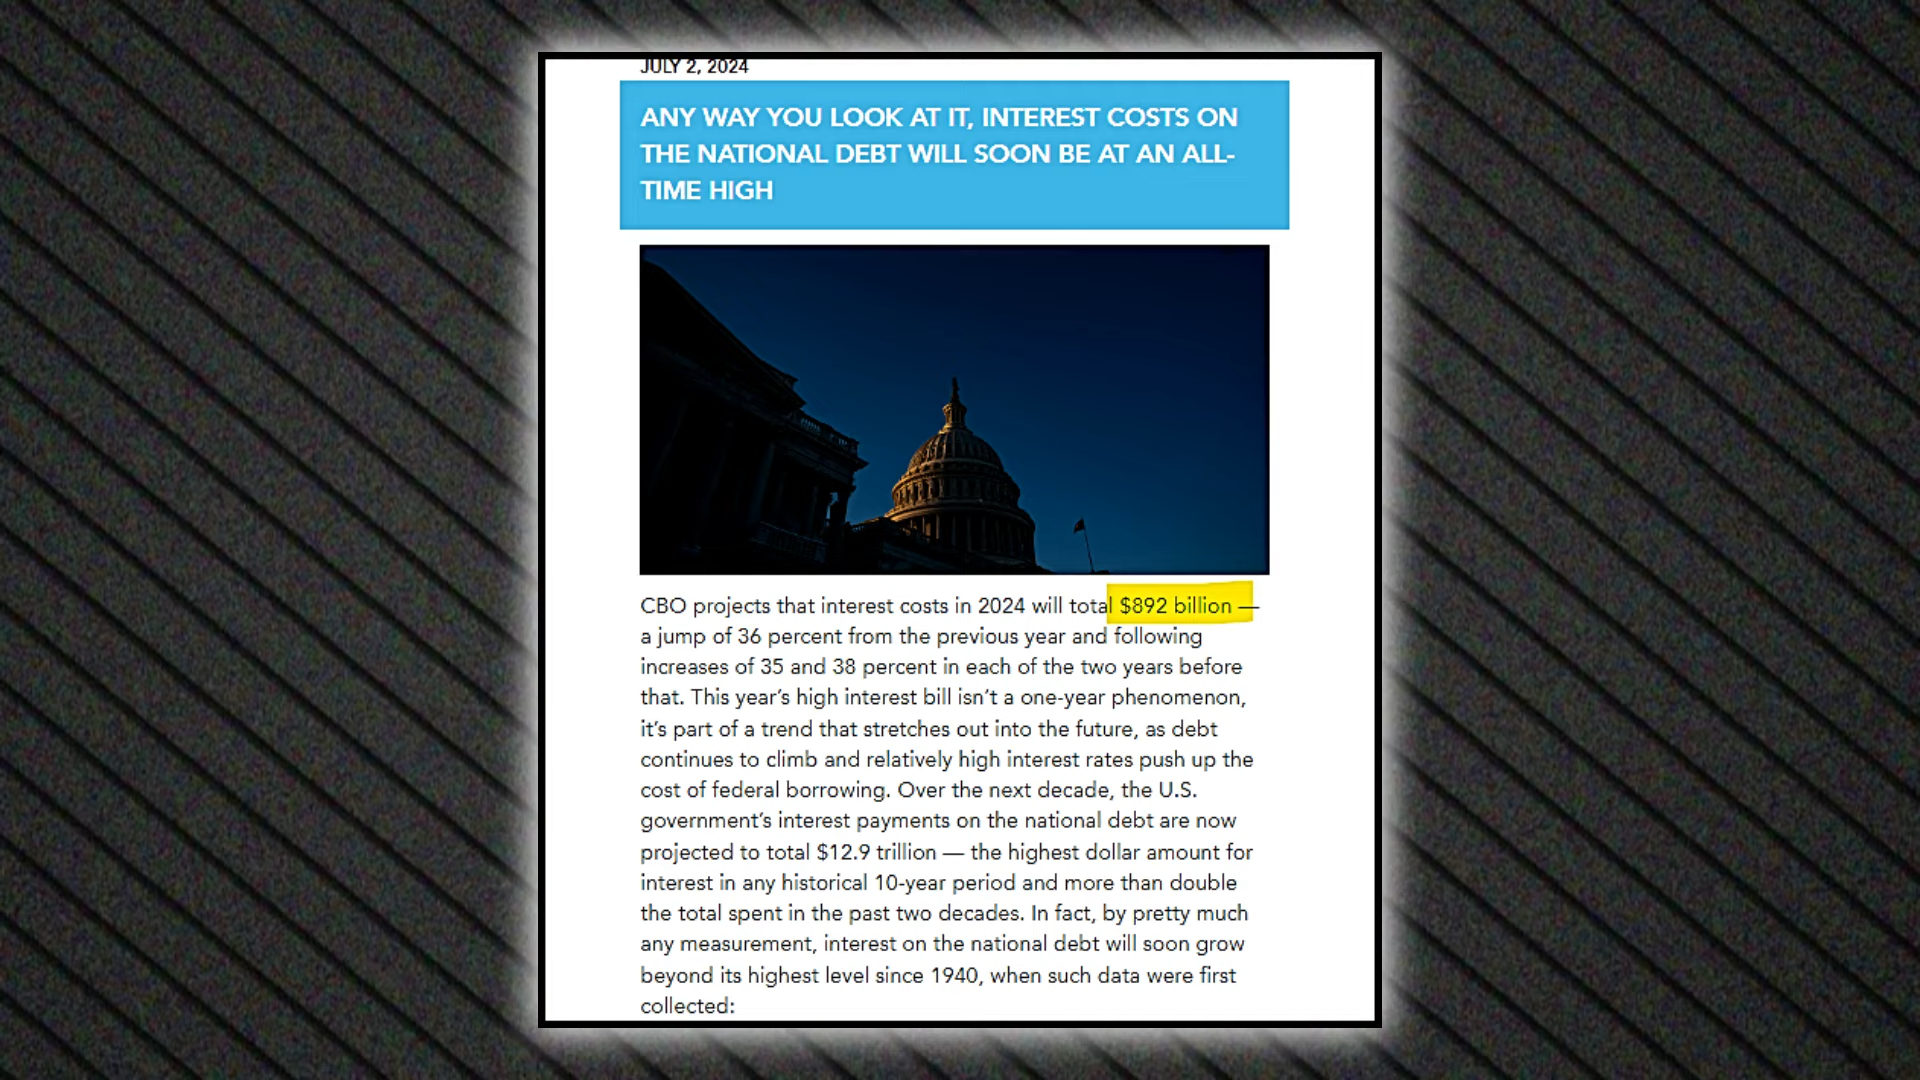 JULY 2, 2024
ANY WAY YOU LOOK AT IT, INTEREST COSTS ON
THE NATIONAL DEBT WILL SOON BE AT AN ALL-
TIME HIGH
CBO projects that interest costs in 2024 will total $892 billion —
a jump of 36 percent from the previous year and following
increases of 35 and 38 percent in each of the two years before
that. This year’s high interest bill isn’t a one-year phenomenon,
it’s part of a trend that stretches out into the future, as debt
continues to climb and relatively high interest rates push up the
cost of federal borrowing. Over the next decade, the U.S.
government’s interest payments on the national debt are now
projected to total $12.9 trillion — the highest dollar amount for
interest in any historical 10-year period and more than double
the total spent in the past two decades. In fact, by pretty much
any measurement, interest on the national debt will soon grow
beyond its highest level since 1940, when such data were first
collected: